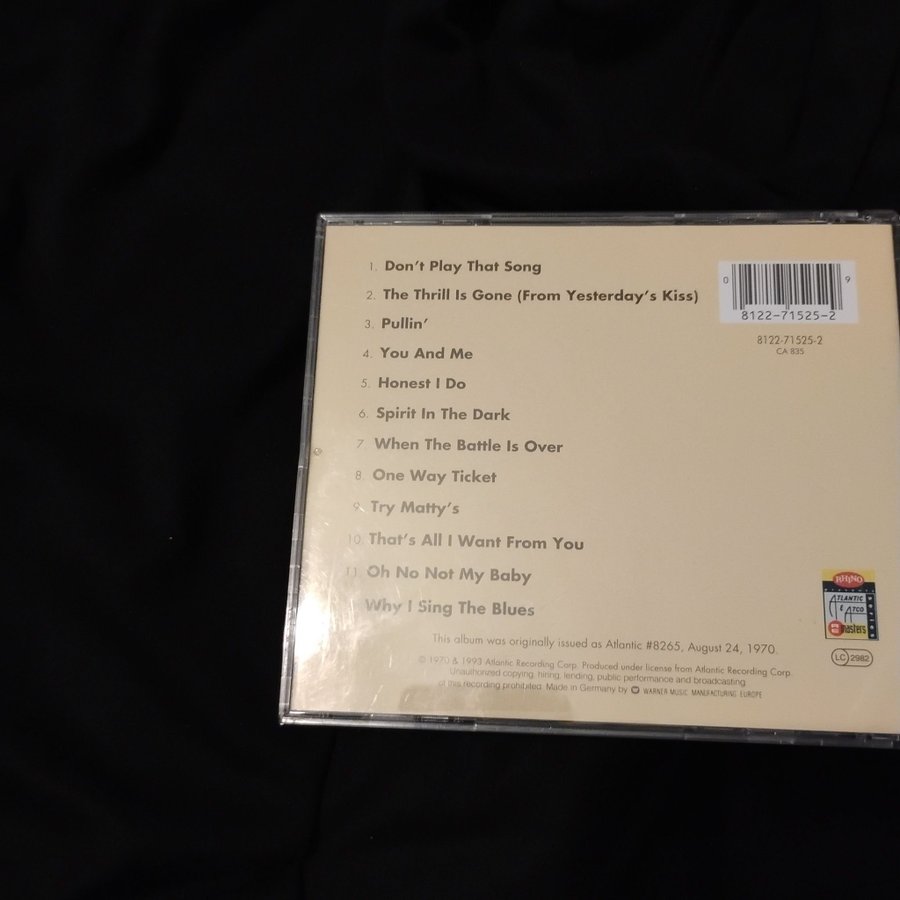 1. Don't Play That Song
2. The Thrill Is Gone (From Yesterday's Kiss)
3. Pullin'
4. You And Me
5. Honest I Do
6. Spirit In The Dark
7. When The Battle Is Over
8. One Way Ticket
9. Try Matty's
10. That's All I Want From You
11. Oh No Not My Baby
Why I Sing The Blues
0 9
8122-71525-2
8122-71525-2
CA 835
RHINO
ATLANTIC
& ATCO
masters
LC 2982
This album was originally issued as Atlantic #8265, August 24, 1970.
© 1970 & 1993 Atlantic Recording Corp. Produced under license from Atlantic Recording Corp.
Unauthorized copying, hiring, lending, public performance and broadcasting
of this recording prohibited. Made in Germany by WARNER MUSIC MANUFACTURING EUROPE